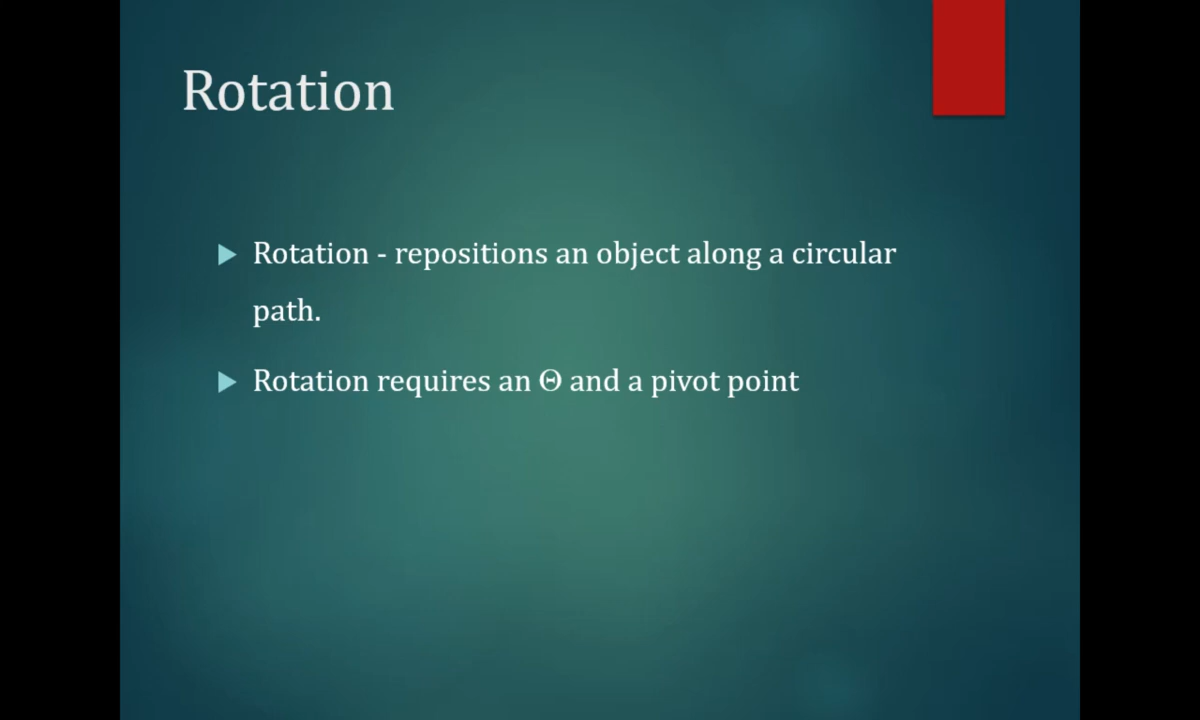 Rotation
Rotation - repositions an object along a circular
path.
Rotation requires an Θ and a pivot point